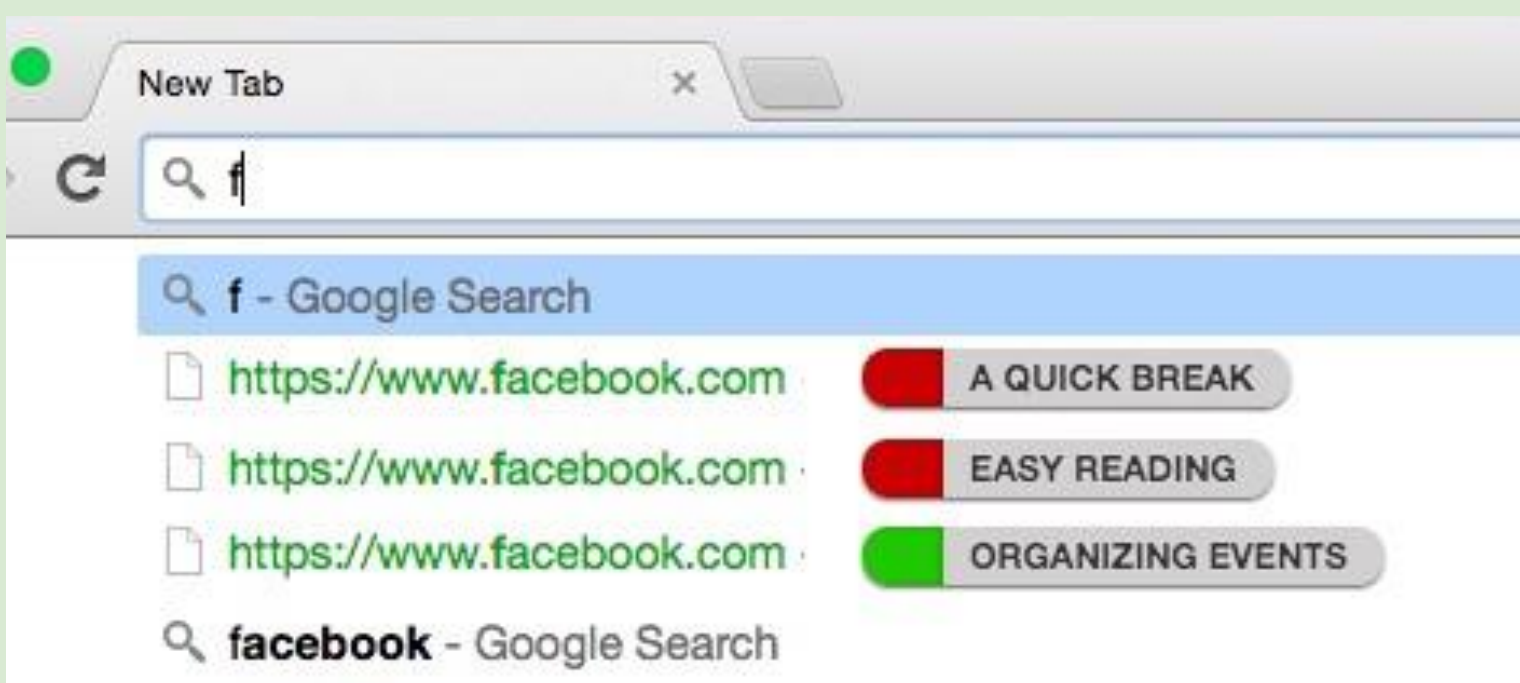 New Tab
f
f - Google Search
https://www.facebook.com A QUICK BREAK
https://www.facebook.com EASY READING
https://www.facebook.com ORGANIZING EVENTS
facebook - Google Search